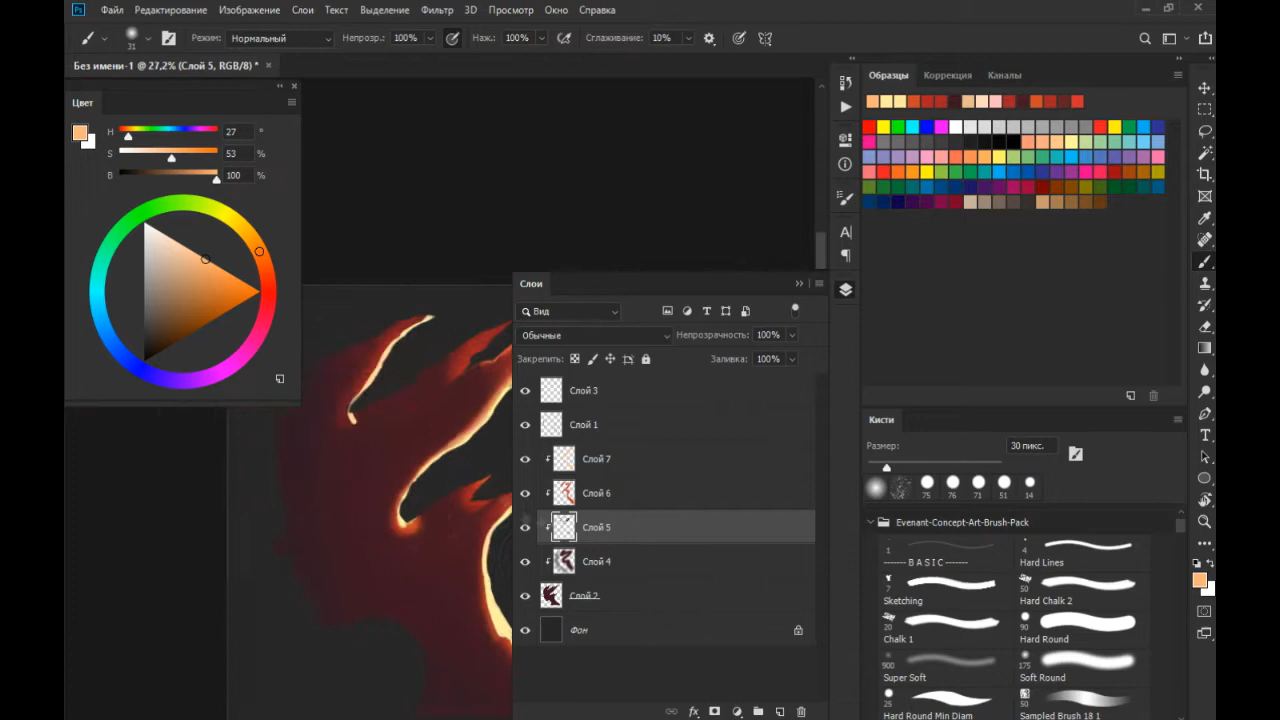 Ps Файл Редактирование Изображение Слои Текст Выделение Фильтр 3D Просмотр Окно Справка
31 Режим: Нормальный Непрозр.: 100% Наж.: 100% Сглаживание: 10%
Без имени-1 @ 27,2% (Слой 5, RGB/8) * ×
Цвет
H 27 °
S 53 %
B 100 %
Образцы Коррекция Каналы
Слои
Вид
Обычные Непрозрачность: 100%
Закрепить: Заливка: 100%
Слой 3
Слой 1
Слой 7
Слой 6
Слой 5
Слой 4
Слой 2
Фон
fx
Кисти
Размер: 30 пикс.
75 76 71 51 14
Evenant-Concept-Art-Brush-Pack
1 4
------- B A S I C ------- Hard Lines
7 50
Sketching Hard Chalk 2
20 90
Chalk 1 Hard Round
900 175
Super Soft Soft Round
25 50
Hard Round Min Diam Sampled Brush 18 1